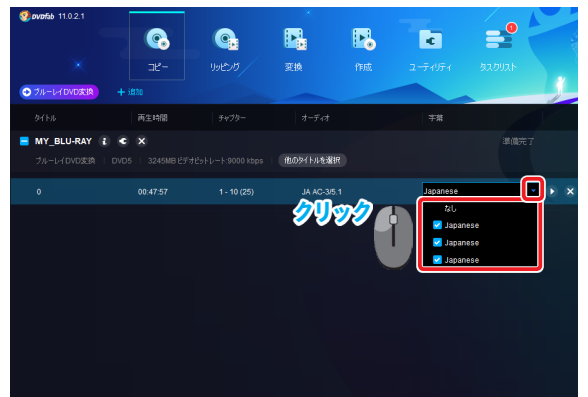 DVDFab 11.0.2.1
1
コピー リッピング 変換 作成 ユーティリティ タスクリスト
ブルーレイDVD変換 + 追加
タイトル 再生時間 チャプター オーディオ 字幕
MY_BLU-RAY 準備完了
ブルーレイDVD変換 DVD5 3245MB ビデオビットレート:9000 kbps 他のタイトルを選択
0 00:47:57 1 - 10 (25) JA AC-3/5.1 Japanese
クリック
なし
Japanese
Japanese
Japanese